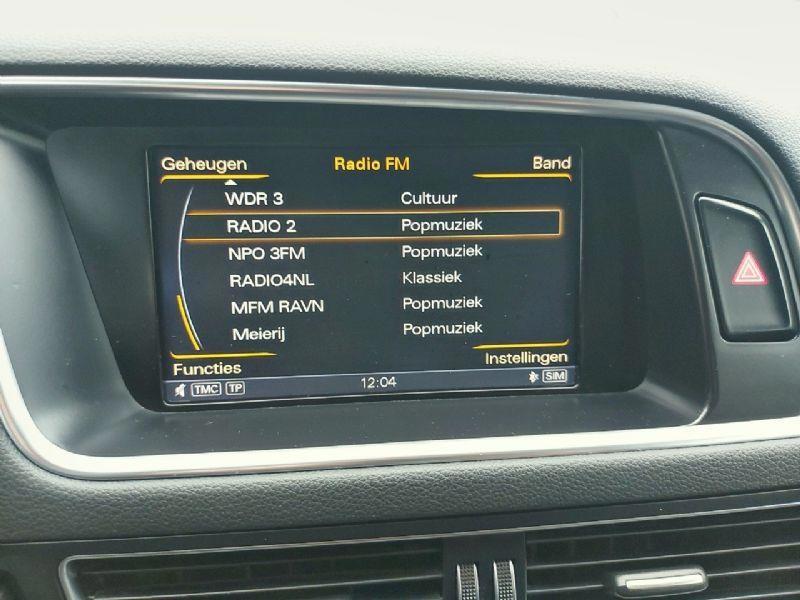 Geheugen Radio FM Band
WDR 3 Cultuur
RADIO 2 Popmuziek
NPO 3FM Popmuziek
RADIO4NL Klassiek
MFM RAVN Popmuziek
Meierij Popmuziek
Functies Instellingen
TMC TP 12:04 SIM